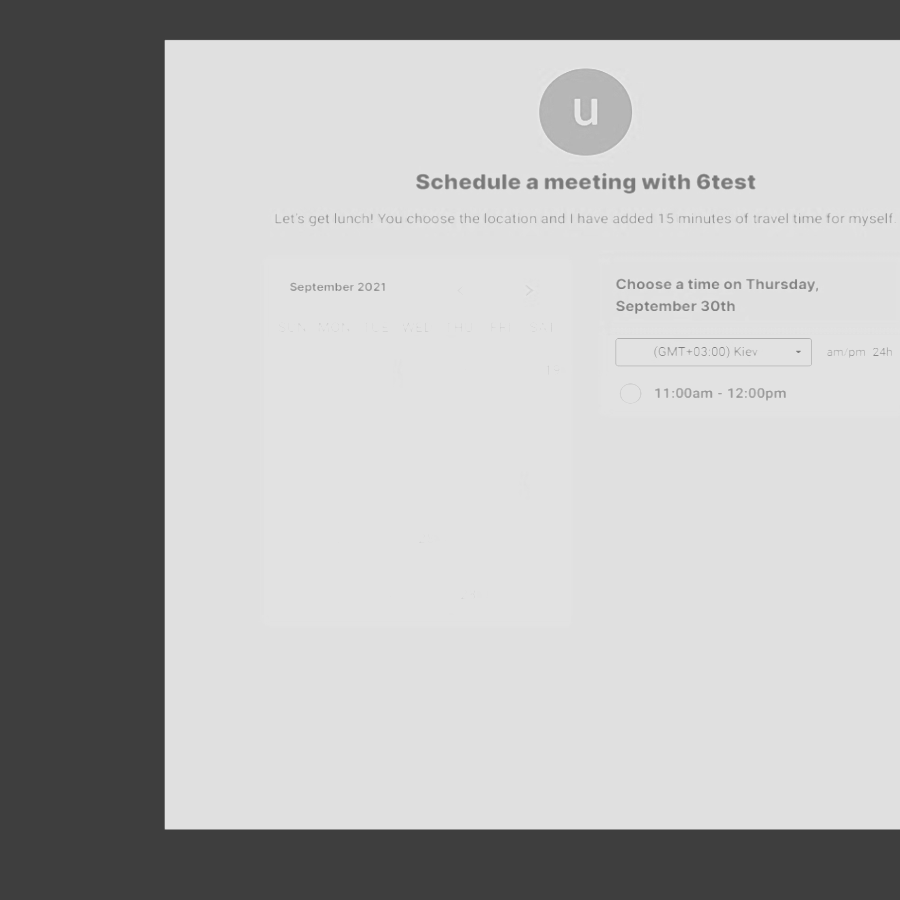 u
Schedule a meeting with 6test
Let's get lunch! You choose the location and I have added 15 minutes of travel time for myself.
September 2021
SUN MON TUE WED THU FRI SAT
Choose a time on Thursday,
September 30th
(GMT+03:00) Kiev
am/pm 24h
11:00am - 12:00pm